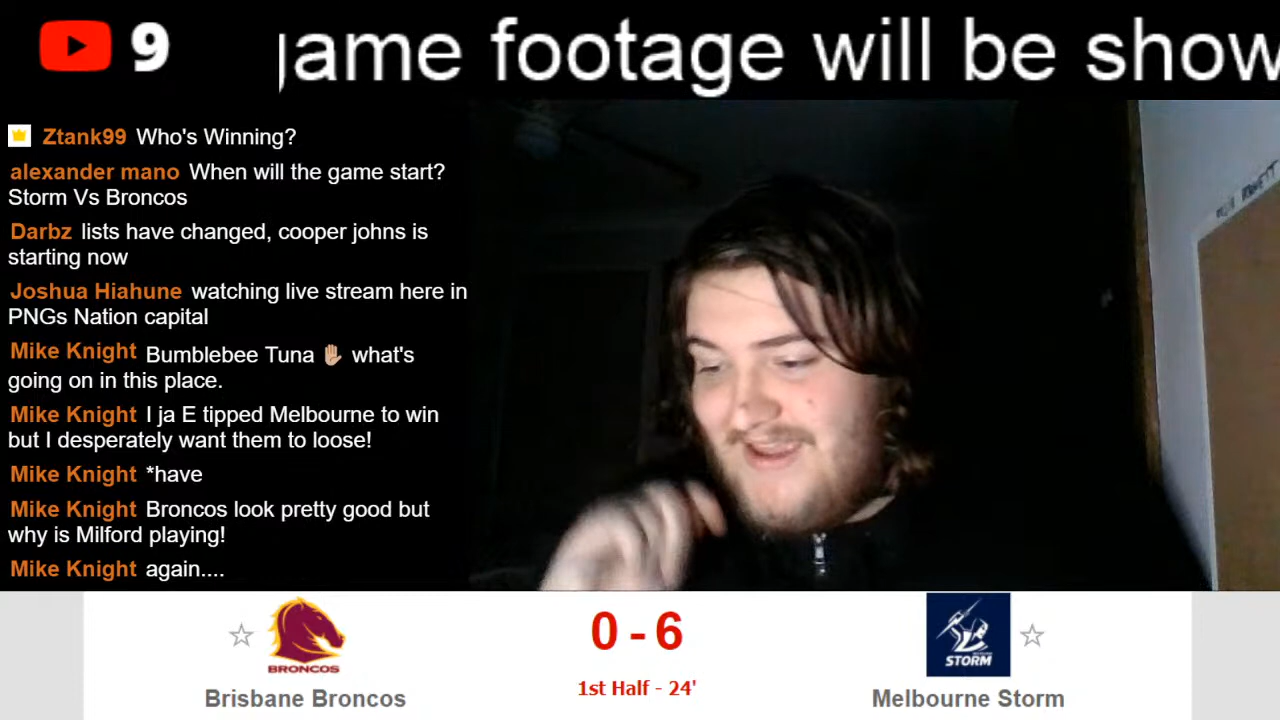 9
game footage will be show
Ztank99 Who's Winning?
alexander mano When will the game start?
Storm Vs Broncos
Darbz lists have changed, cooper johns is
starting now
Joshua Hiahune watching live stream here in
PNGs Nation capital
Mike Knight Bumblebee Tuna ✋🏼 what's
going on in this place.
Mike Knight I ja E tipped Melbourne to win
but I desperately want them to loose!
Mike Knight *have
Mike Knight Broncos look pretty good but
why is Milford playing!
Mike Knight again....
BRONCOS
0 - 6
STORM
1st Half - 24'
Brisbane Broncos
Melbourne Storm